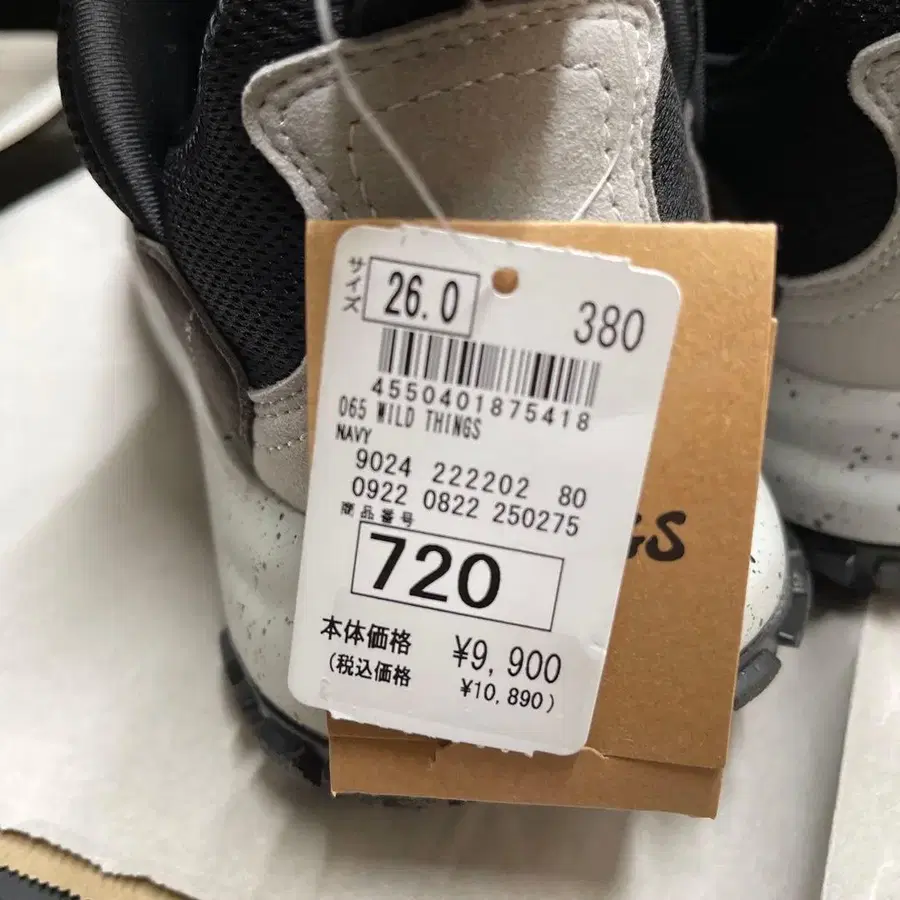 サイズ 26.0 380
4550401875418
065 WILD THINGS
NAVY
9024 222202 80
0922 0822 250275
商品番号
720
本体価格 ¥9,900
(税込価格 ¥10,890)
GS